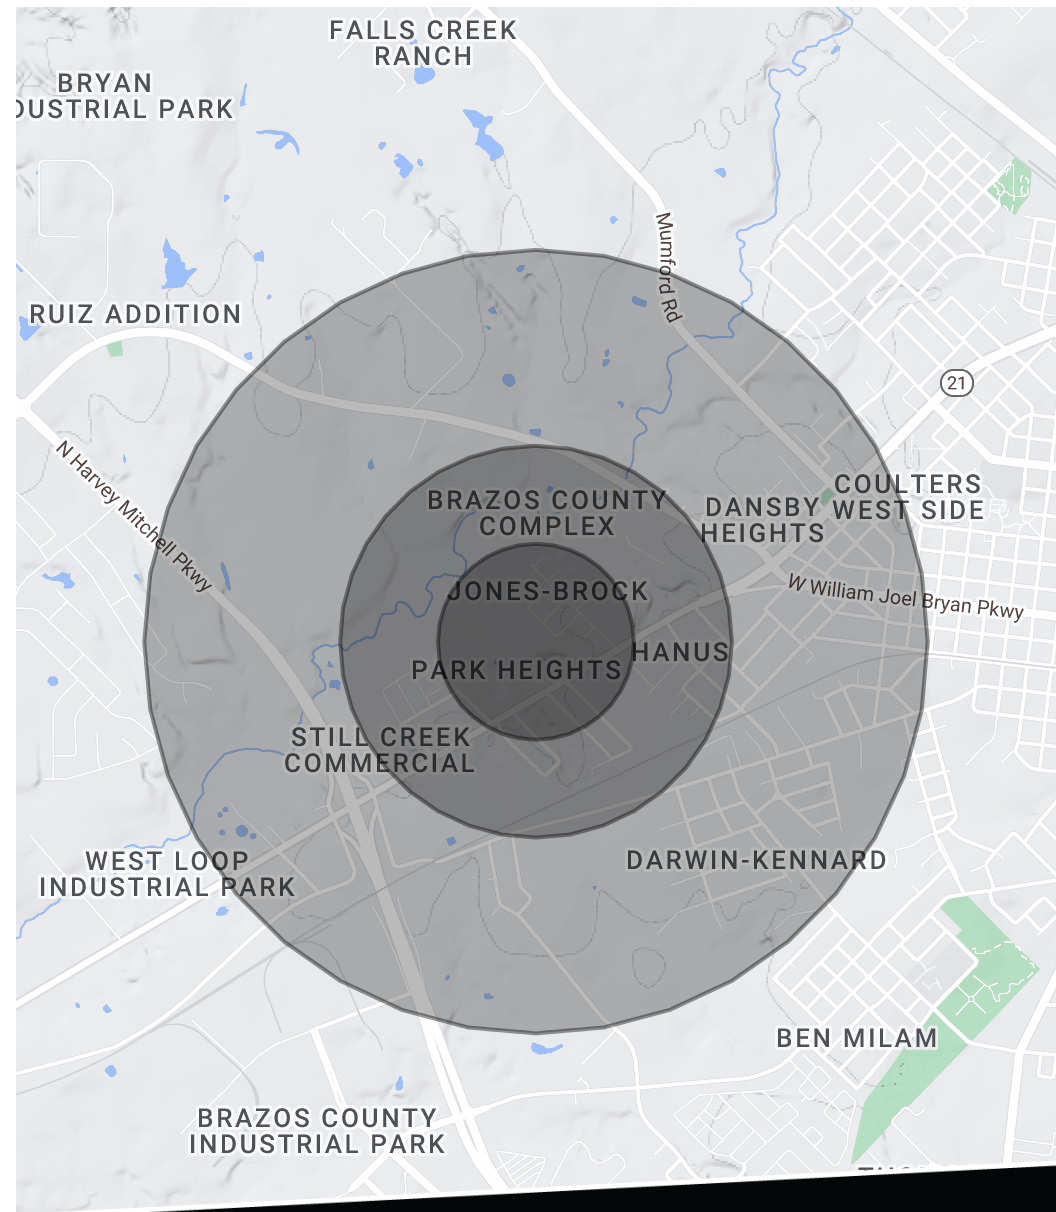 FALLS CREEK
RANCH
BRYAN
DUSTRIAL PARK
Mumford Rd
RUIZ ADDITION
21
N Harvey Mitchell Pkwy
BRAZOS COUNTY
COMPLEX
DANSBY
HEIGHTS
COULTERS
WEST SIDE
JONES-BROCK
W William Joel Bryan Pkwy
HANUS
PARK HEIGHTS
STILL CREEK
COMMERCIAL
WEST LOOP
INDUSTRIAL PARK
DARWIN-KENNARD
BEN MILAM
BRAZOS COUNTY
INDUSTRIAL PARK